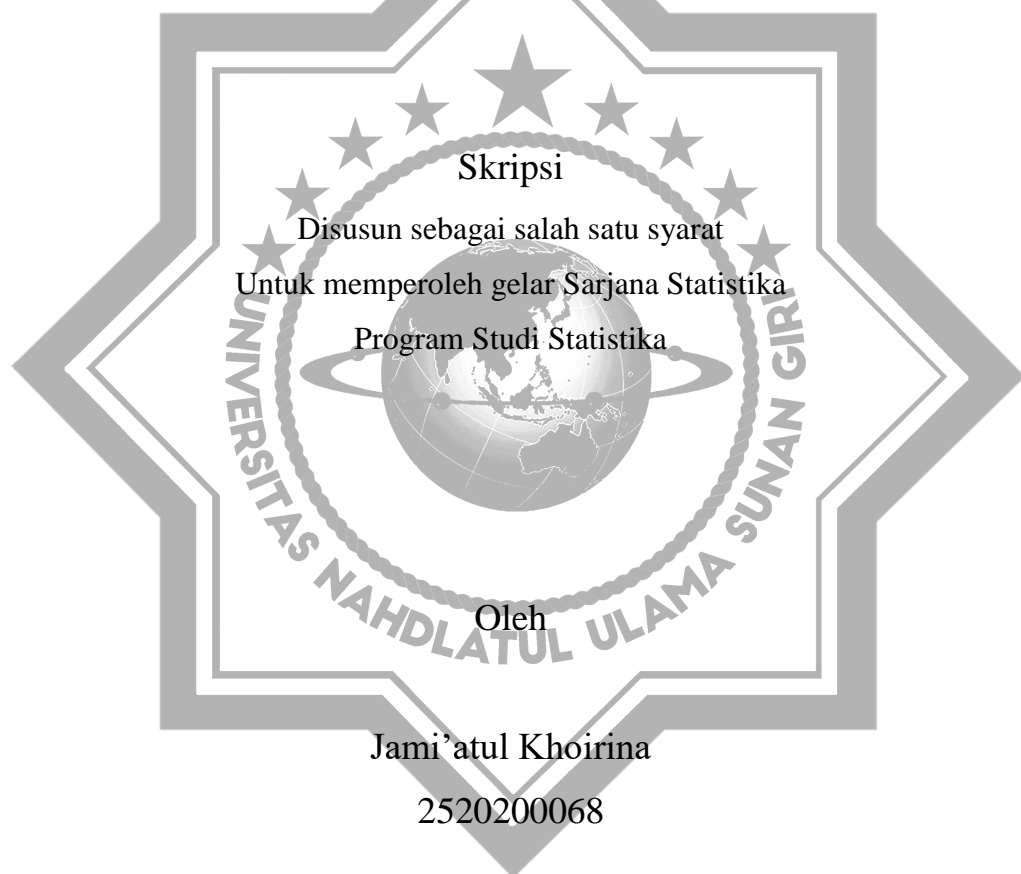 Skripsi
Disusun sebagai salah satu syarat
Untuk memperoleh gelar Sarjana Statistika
Program Studi Statistika
UNIVERSITAS NAHDLATUL ULAMA SUNAN GIRI
Oleh
Jami’atul Khoirina
2520200068